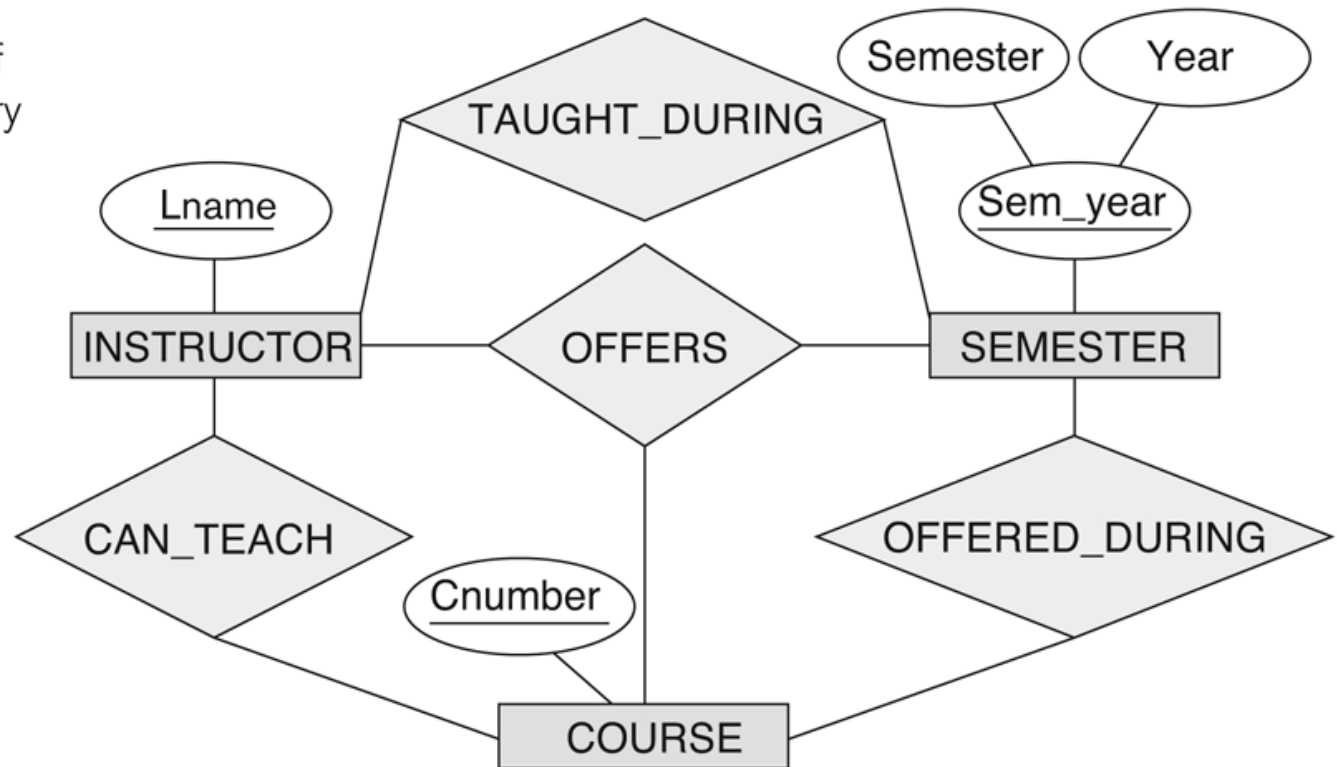 Semester
Year
TAUGHT_DURING
Lname
Sem_year
INSTRUCTOR
OFFERS
SEMESTER
CAN_TEACH
OFFERED_DURING
Cnumber
COURSE